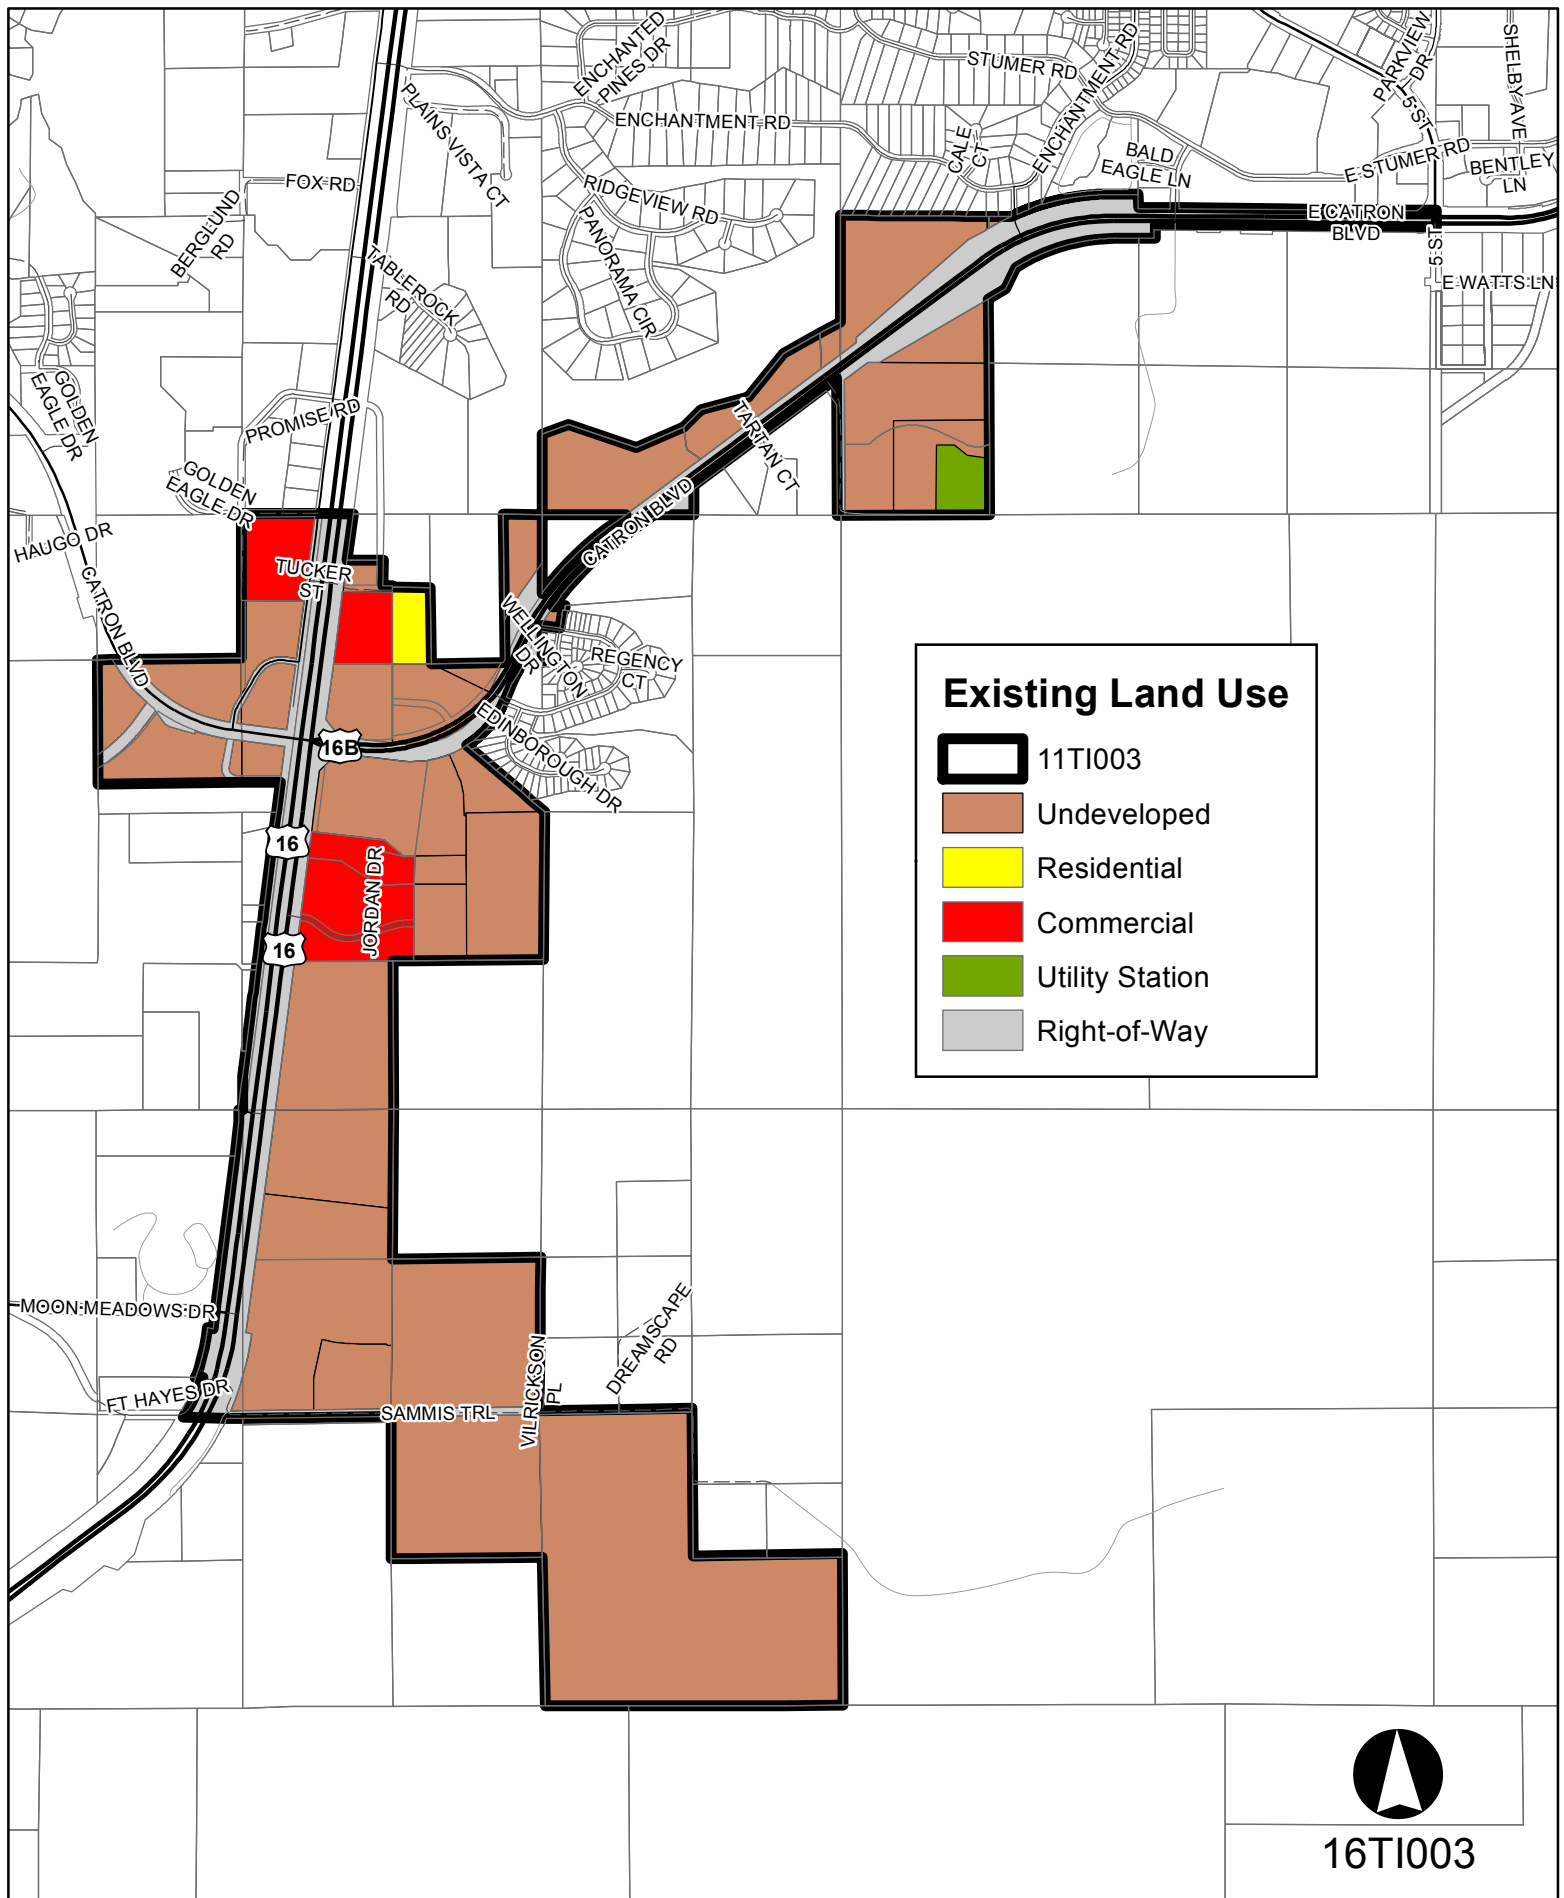 ENCHANTED
PINES DR
STUMER RD
ENCHANTMENT RD
PARKVIEW
DR
5 ST
SHELBY AVE
PLAINS VISTA CT
ENCHANTMENT RD
CALE
CT
BALD
EAGLE LN
E STUMER RD
BENTLEY
LN
FOX RD
RIDGEVIEW RD
BERGLUND
RD
PANORAMA CIR
E CATRON
BLVD
5 ST
TABLEROCK
RD
E WATTS LN
GOLDEN
EAGLE DR
PROMISE RD
TARTAN CT
GOLDEN
EAGLE DR
HAUGO DR
CATRON BLVD
TUCKER
ST
CATRON BLVD
WELLINGTON
DR
REGENCY
CT
EDINBOROUGH DR
16B
16
JORDAN DR
16
Existing Land Use
11TI003
Undeveloped
Residential
Commercial
Utility Station
Right-of-Way
MOON MEADOWS DR
VILRICKSON
PL
DREAMSCAPE
RD
FT HAYES DR
SAMMIS TRL
16TI003